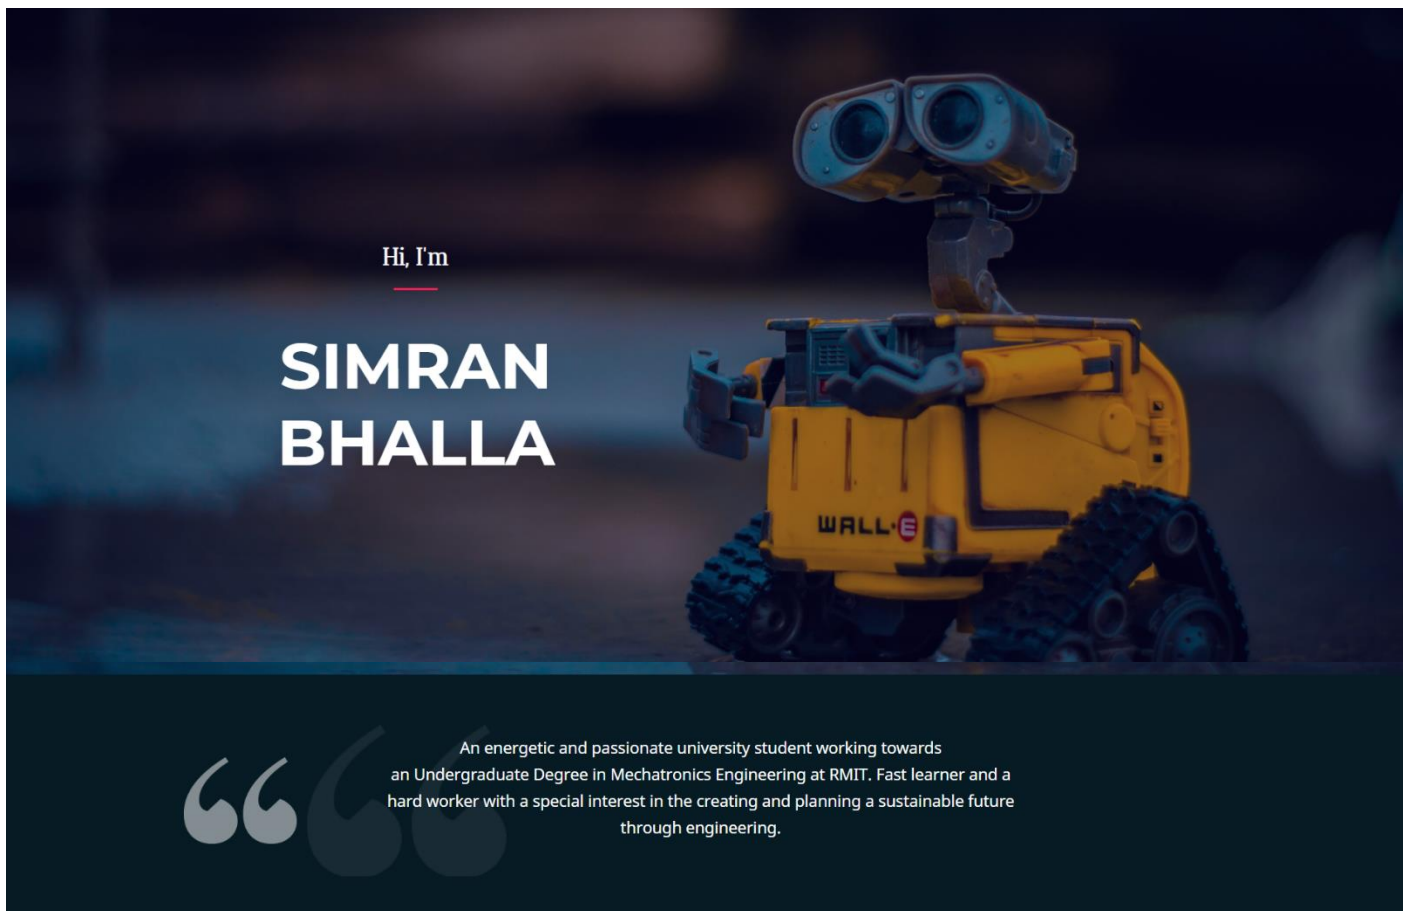 Hi, I'm
SIMRAN
BHALLA
WALL·E
An energetic and passionate university student working towards
an Undergraduate Degree in Mechatronics Engineering at RMIT. Fast learner and a
hard worker with a special interest in the creating and planning a sustainable future
through engineering.